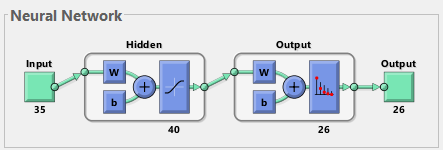 Neural Network
Hidden Output
Input Output
W W
b b
35 26
40 26